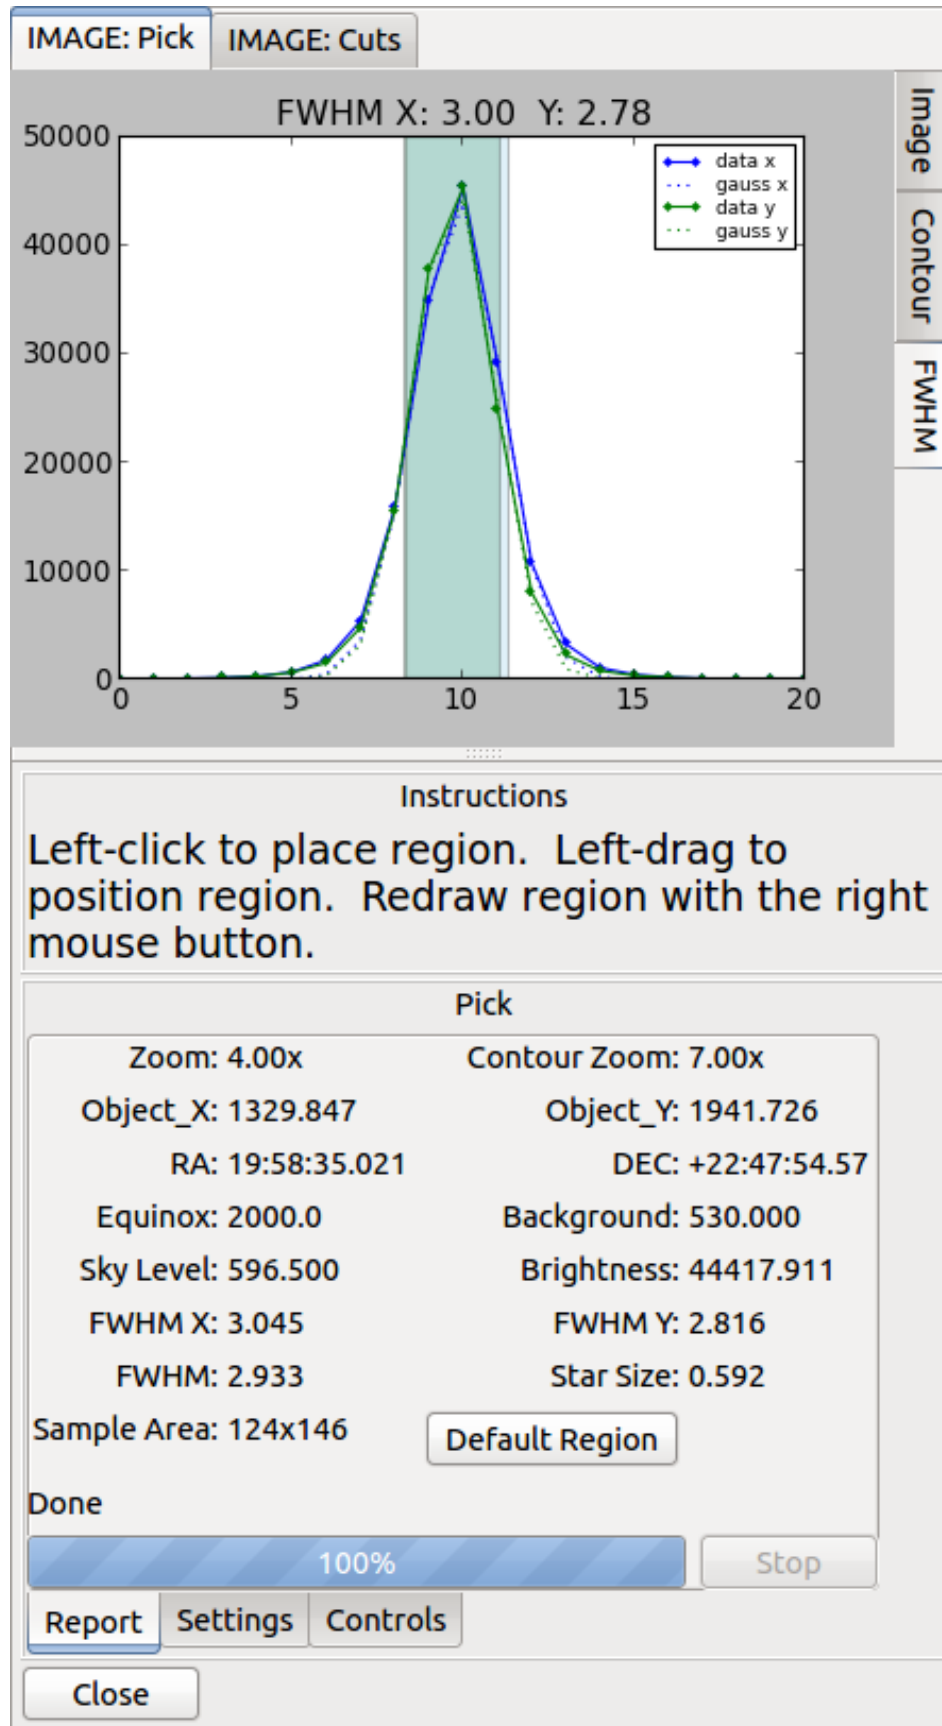 IMAGE: Pick IMAGE: Cuts
FWHM X: 3.00  Y: 2.78
50000
40000
30000
20000
10000
0
0 5 10 15 20
data x
gauss x
data y
gauss y
Image
Contour
FWHM
Instructions
Left-click to place region.  Left-drag to
position region.  Redraw region with the right
mouse button.
Pick
Zoom: 4.00x Contour Zoom: 7.00x
Object_X: 1329.847 Object_Y: 1941.726
RA: 19:58:35.021 DEC: +22:47:54.57
Equinox: 2000.0 Background: 530.000
Sky Level: 596.500 Brightness: 44417.911
FWHM X: 3.045 FWHM Y: 2.816
FWHM: 2.933 Star Size: 0.592
Sample Area: 124x146 Default Region
Done
100% Stop
Report Settings Controls
Close